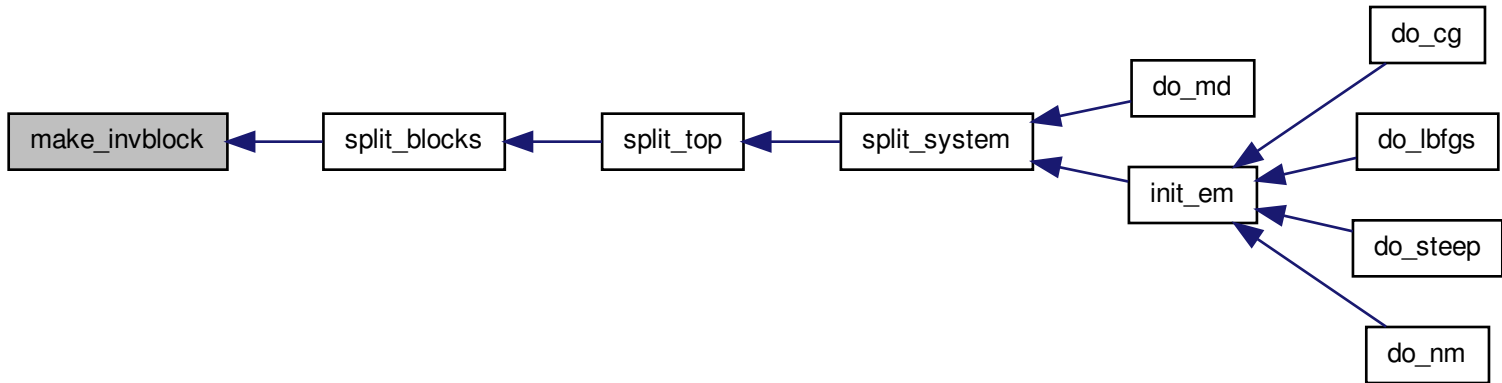 make_invblock
split_blocks
split_top
split_system
do_md
init_em
do_cg
do_lbfgs
do_steep
do_nm